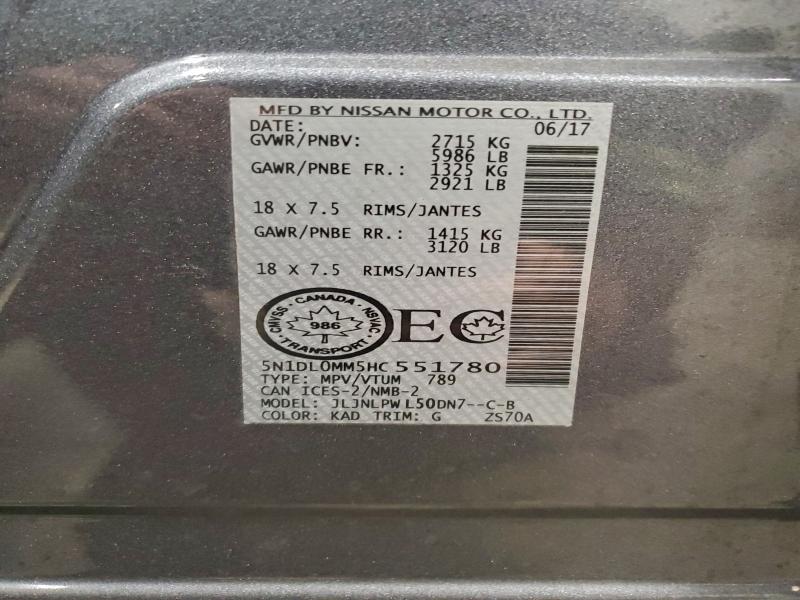 MFD BY NISSAN MOTOR CO., LTD.
DATE: 06/17
GVWR/PNBV: 2715 KG
5986 LB
GAWR/PNBE FR.: 1325 KG
2921 LB
18 X 7.5 RIMS/JANTES
GAWR/PNBE RR.: 1415 KG
3120 LB
18 X 7.5 RIMS/JANTES
CMVSS · CANADA · NSVAC
986
TRANSPORT
EC
5N1DL0MM5HC551780
TYPE: MPV/VTUM 789
CAN ICES-2/NMB-2
MODEL: JLJNLPW L50DN7--C-B
COLOR: KAD TRIM: G ZS70A